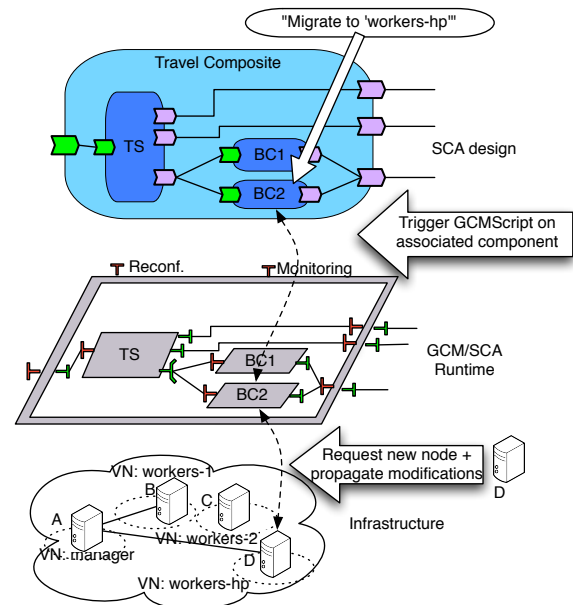 "Migrate to 'workers-hp'"
Travel Composite
TS
BC1
BC2
SCA design
Trigger GCMScript on
associated component
Reconf.
Monitoring
TS
BC1
BC2
GCM/SCA
Runtime
Request new node +
propagate modifications
D
VN: workers-1
B
C
A
VN: manager
VN: workers-2
D
VN: workers-hp
Infrastructure